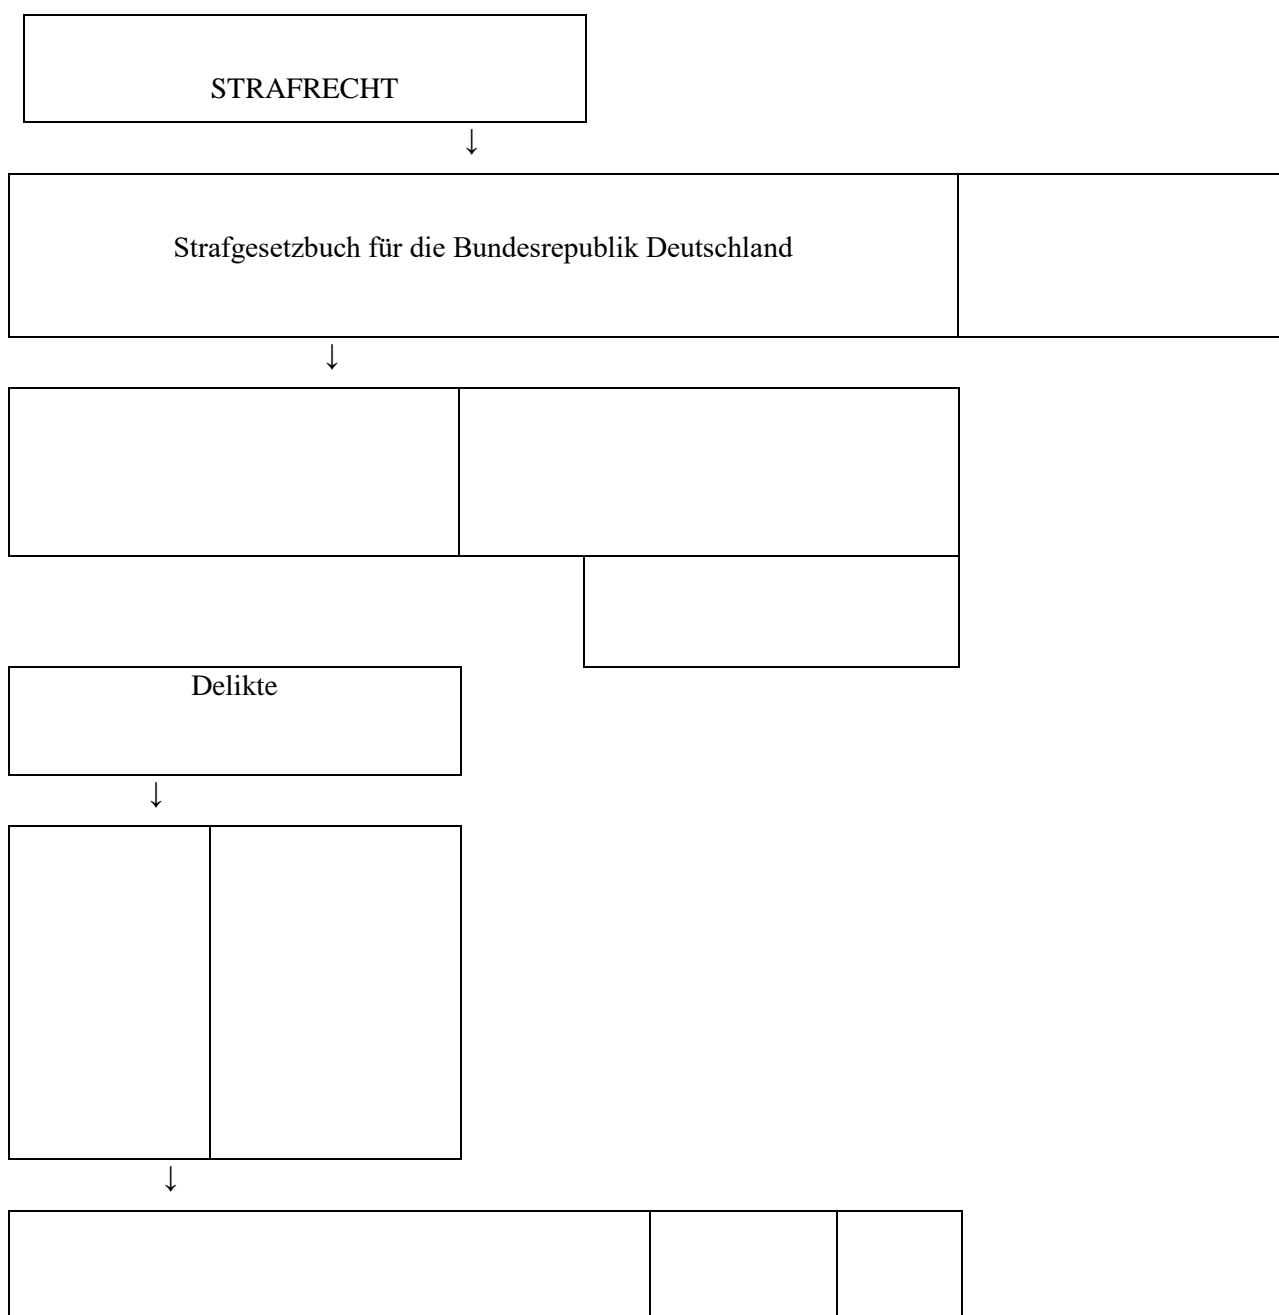 STRAFRECHT
↓
Strafgesetzbuch für die Bundesrepublik Deutschland
↓
Delikte
↓
↓